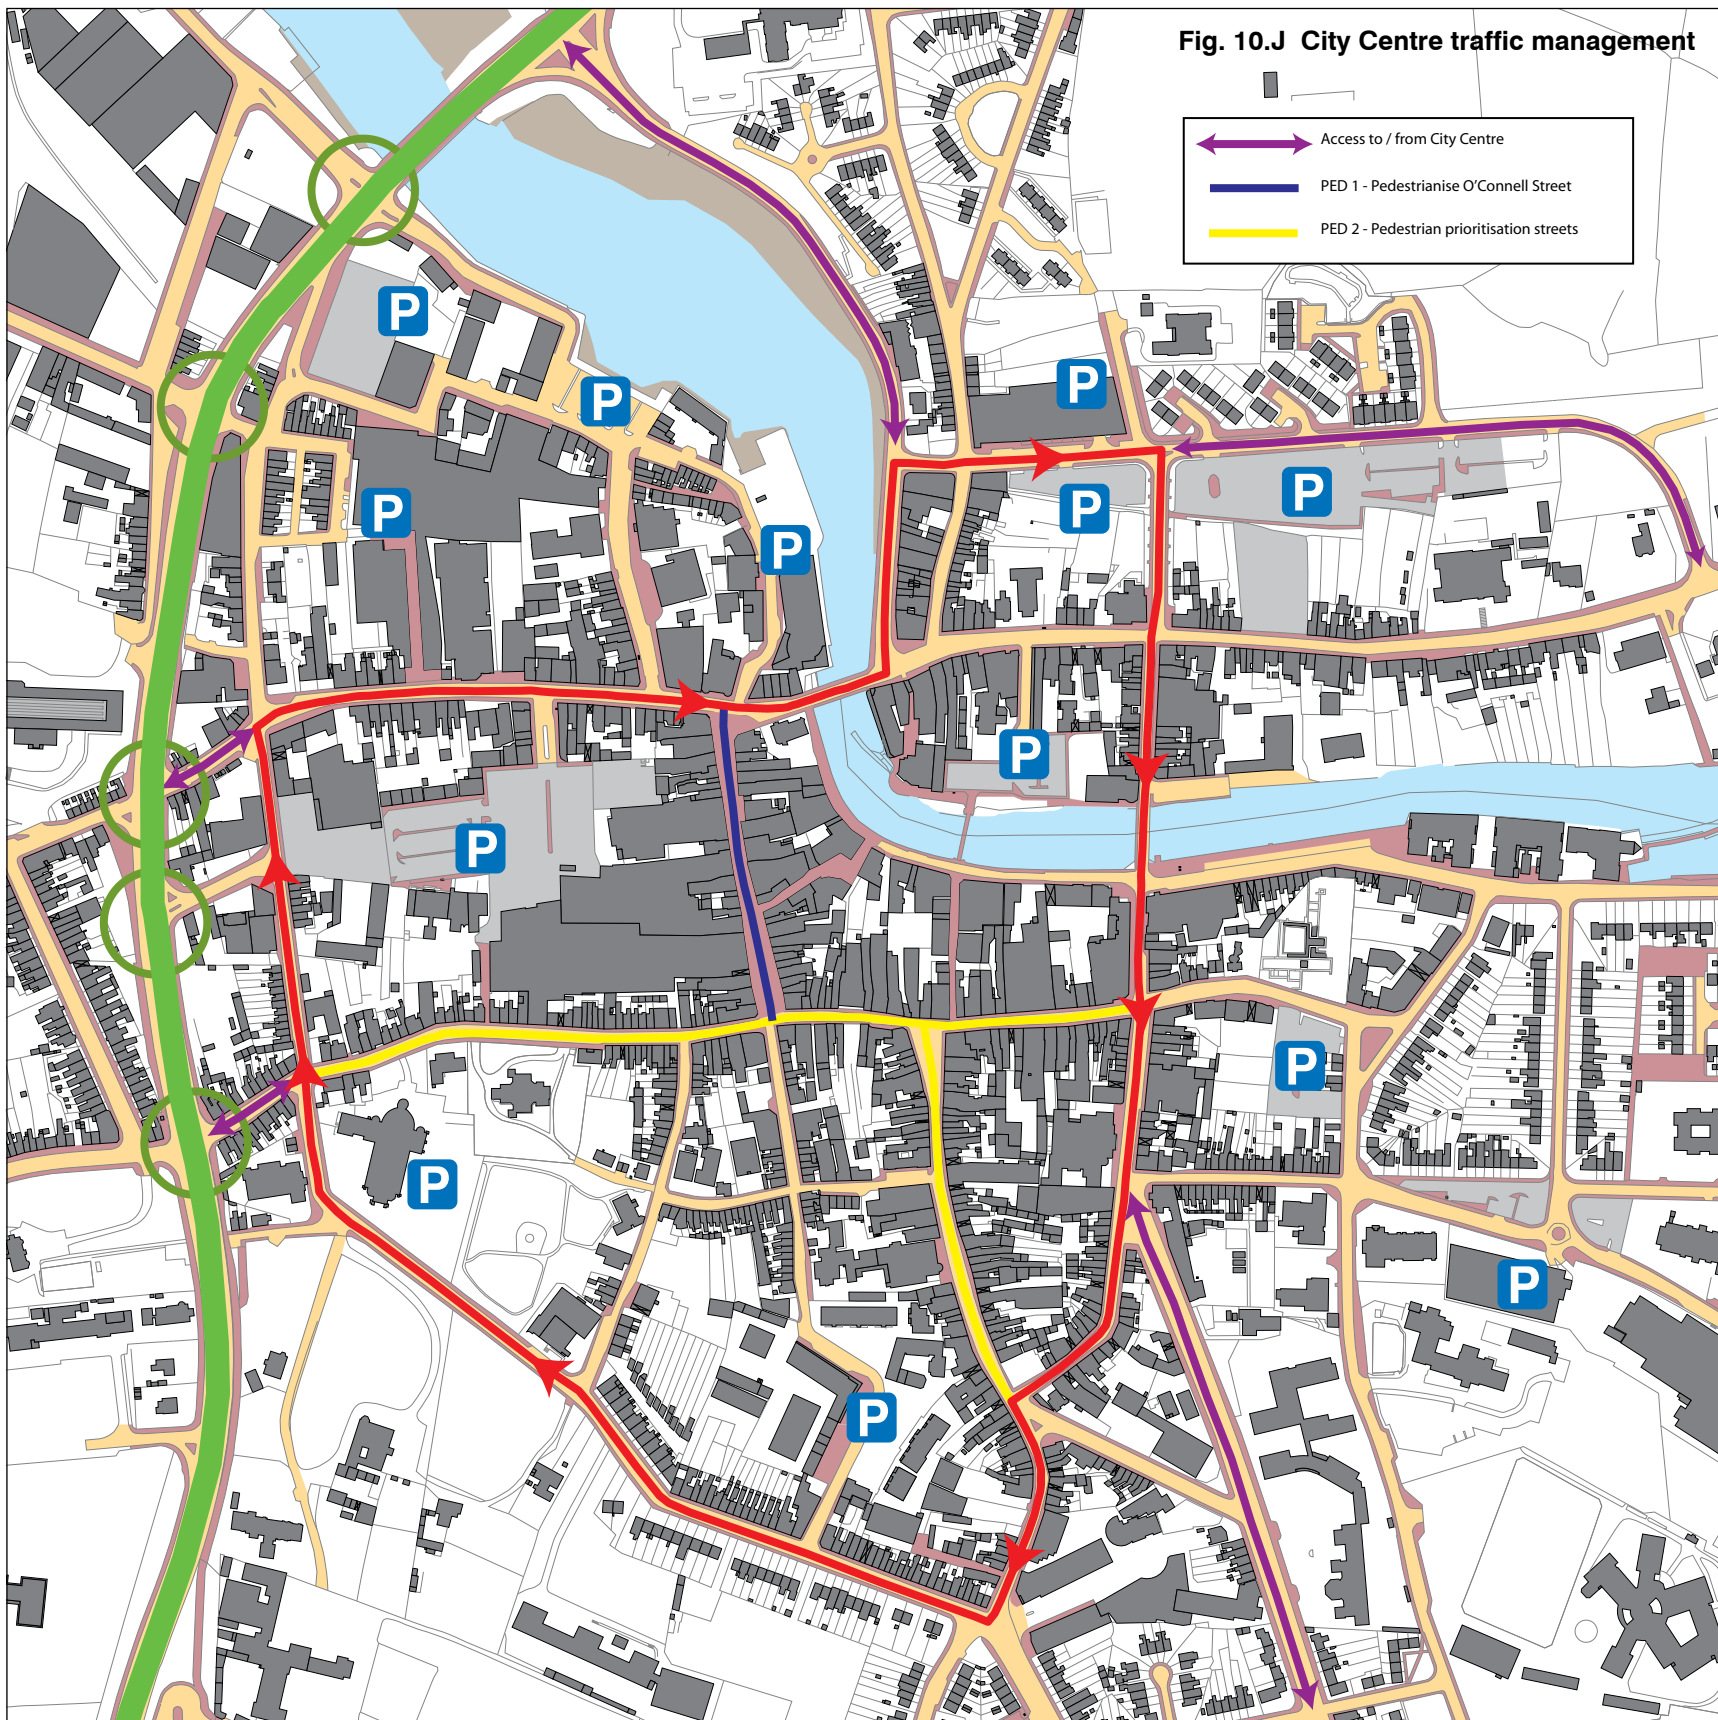 Fig. 10.J City Centre traffic management
Access to / from City Centre
PED 1 - Pedestrianise O'Connell Street
PED 2 - Pedestrian prioritisation streets
P
P
P
P
P
P
P
P
P
P
P
P
P
P